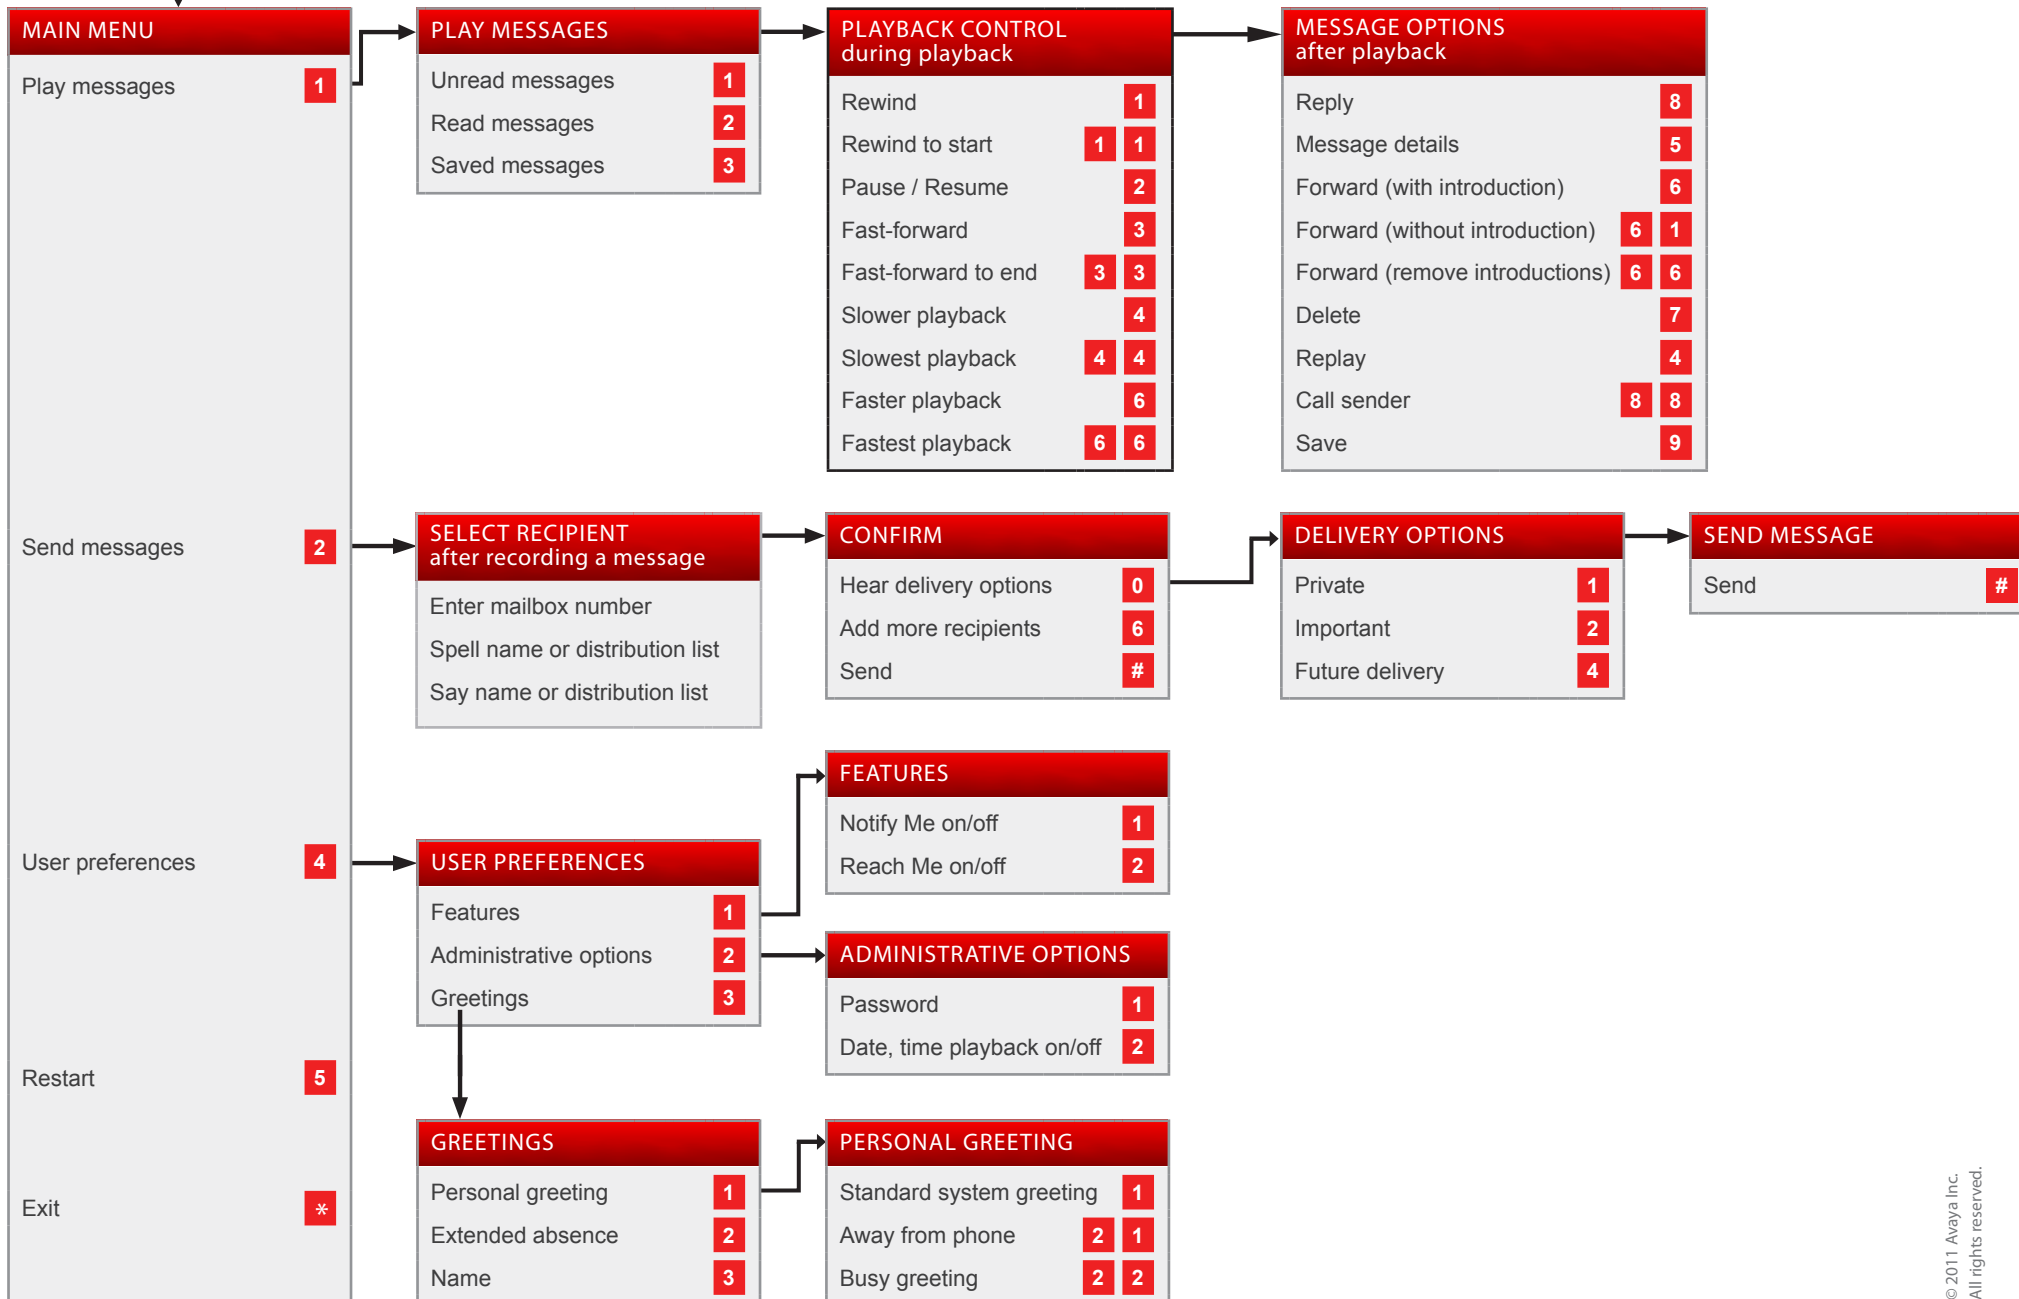 MAIN MENU
Play messages 1
Send messages 2
User preferences 4
Restart 5
Exit *
PLAY MESSAGES
Unread messages 1
Read messages 2
Saved messages 3
PLAYBACK CONTROL
during playback
Rewind 1
Rewind to start 1 1
Pause / Resume 2
Fast-forward 3
Fast-forward to end 3 3
Slower playback 4
Slowest playback 4 4
Faster playback 6
Fastest playback 6 6
MESSAGE OPTIONS
after playback
Reply 8
Message details 5
Forward (with introduction) 6
Forward (without introduction) 6 1
Forward (remove introductions) 6 6
Delete 7
Replay 4
Call sender 8 8
Save 9
SELECT RECIPIENT
after recording a message
Enter mailbox number
Spell name or distribution list
Say name or distribution list
CONFIRM
Hear delivery options 0
Add more recipients 6
Send #
DELIVERY OPTIONS
Private 1
Important 2
Future delivery 4
SEND MESSAGE
Send #
USER PREFERENCES
Features 1
Administrative options 2
Greetings 3
FEATURES
Notify Me on/off 1
Reach Me on/off 2
ADMINISTRATIVE OPTIONS
Password 1
Date, time playback on/off 2
GREETINGS
Personal greeting 1
Extended absence 2
Name 3
PERSONAL GREETING
Standard system greeting 1
Away from phone 2 1
Busy greeting 2 2
© 2011 Avaya Inc.
All rights reserved.